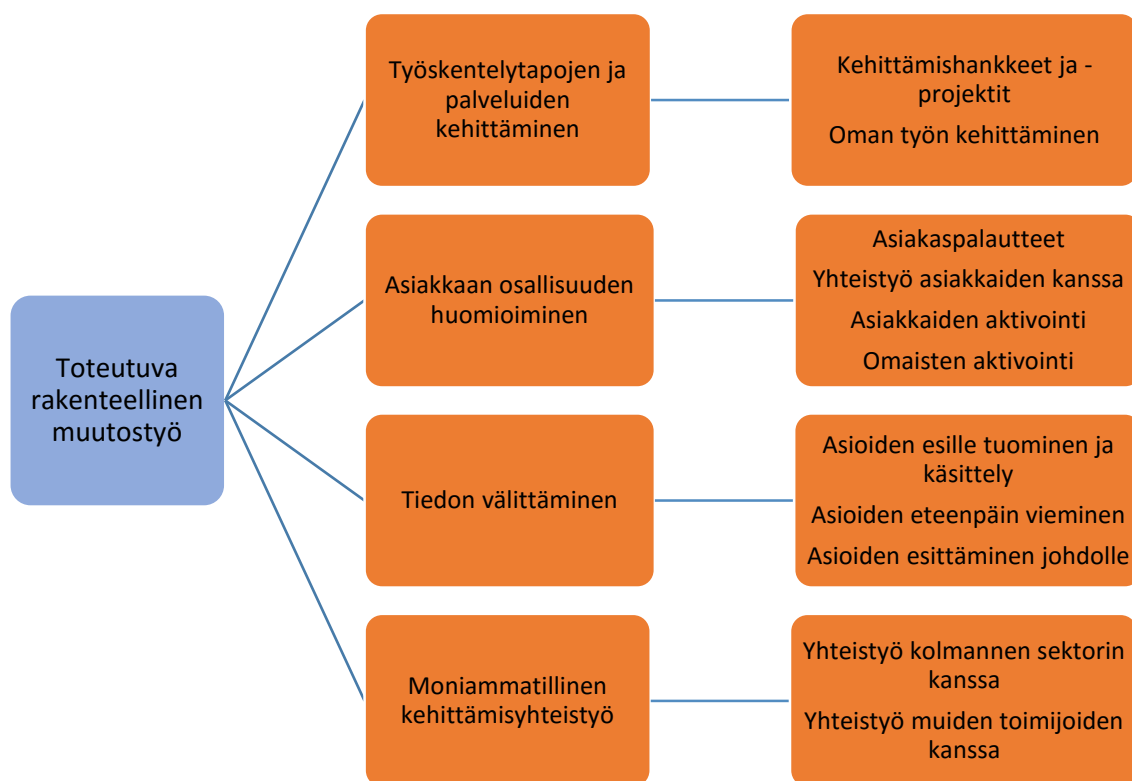 Toteutuva
rakenteellinen
muutostyö
Työskentelytapojen ja
palveluiden
kehittäminen
Kehittämishankkeet ja -
projektit
Oman työn kehittäminen
Asiakkaan osallisuuden
huomioiminen
Asiakaspalautteet
Yhteistyö asiakkaiden kanssa
Asiakkaiden aktivointi
Omaisten aktivointi
Tiedon välittäminen
Asioiden esille tuominen ja
käsittely
Asioiden eteenpäin vieminen
Asioiden esittäminen johdolle
Moniammatillinen
kehittämisyhteistyö
Yhteistyö kolmannen sektorin
kanssa
Yhteistyö muiden toimijoiden
kanssa